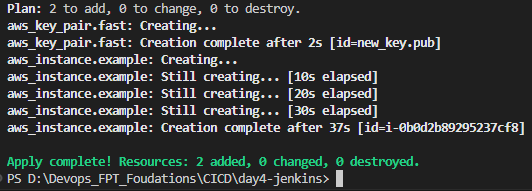 Plan: 2 to add, 0 to change, 0 to destroy.
aws_key_pair.fast: Creating...
aws_key_pair.fast: Creation complete after 2s [id=new_key.pub]
aws_instance.example: Creating...
aws_instance.example: Still creating... [10s elapsed]
aws_instance.example: Still creating... [20s elapsed]
aws_instance.example: Still creating... [30s elapsed]
aws_instance.example: Creation complete after 37s [id=i-0b0d2b89295237cf8]
Apply complete! Resources: 2 added, 0 changed, 0 destroyed.
PS D:\Devops_FPT_Foudations\CICD\day4-jenkins>